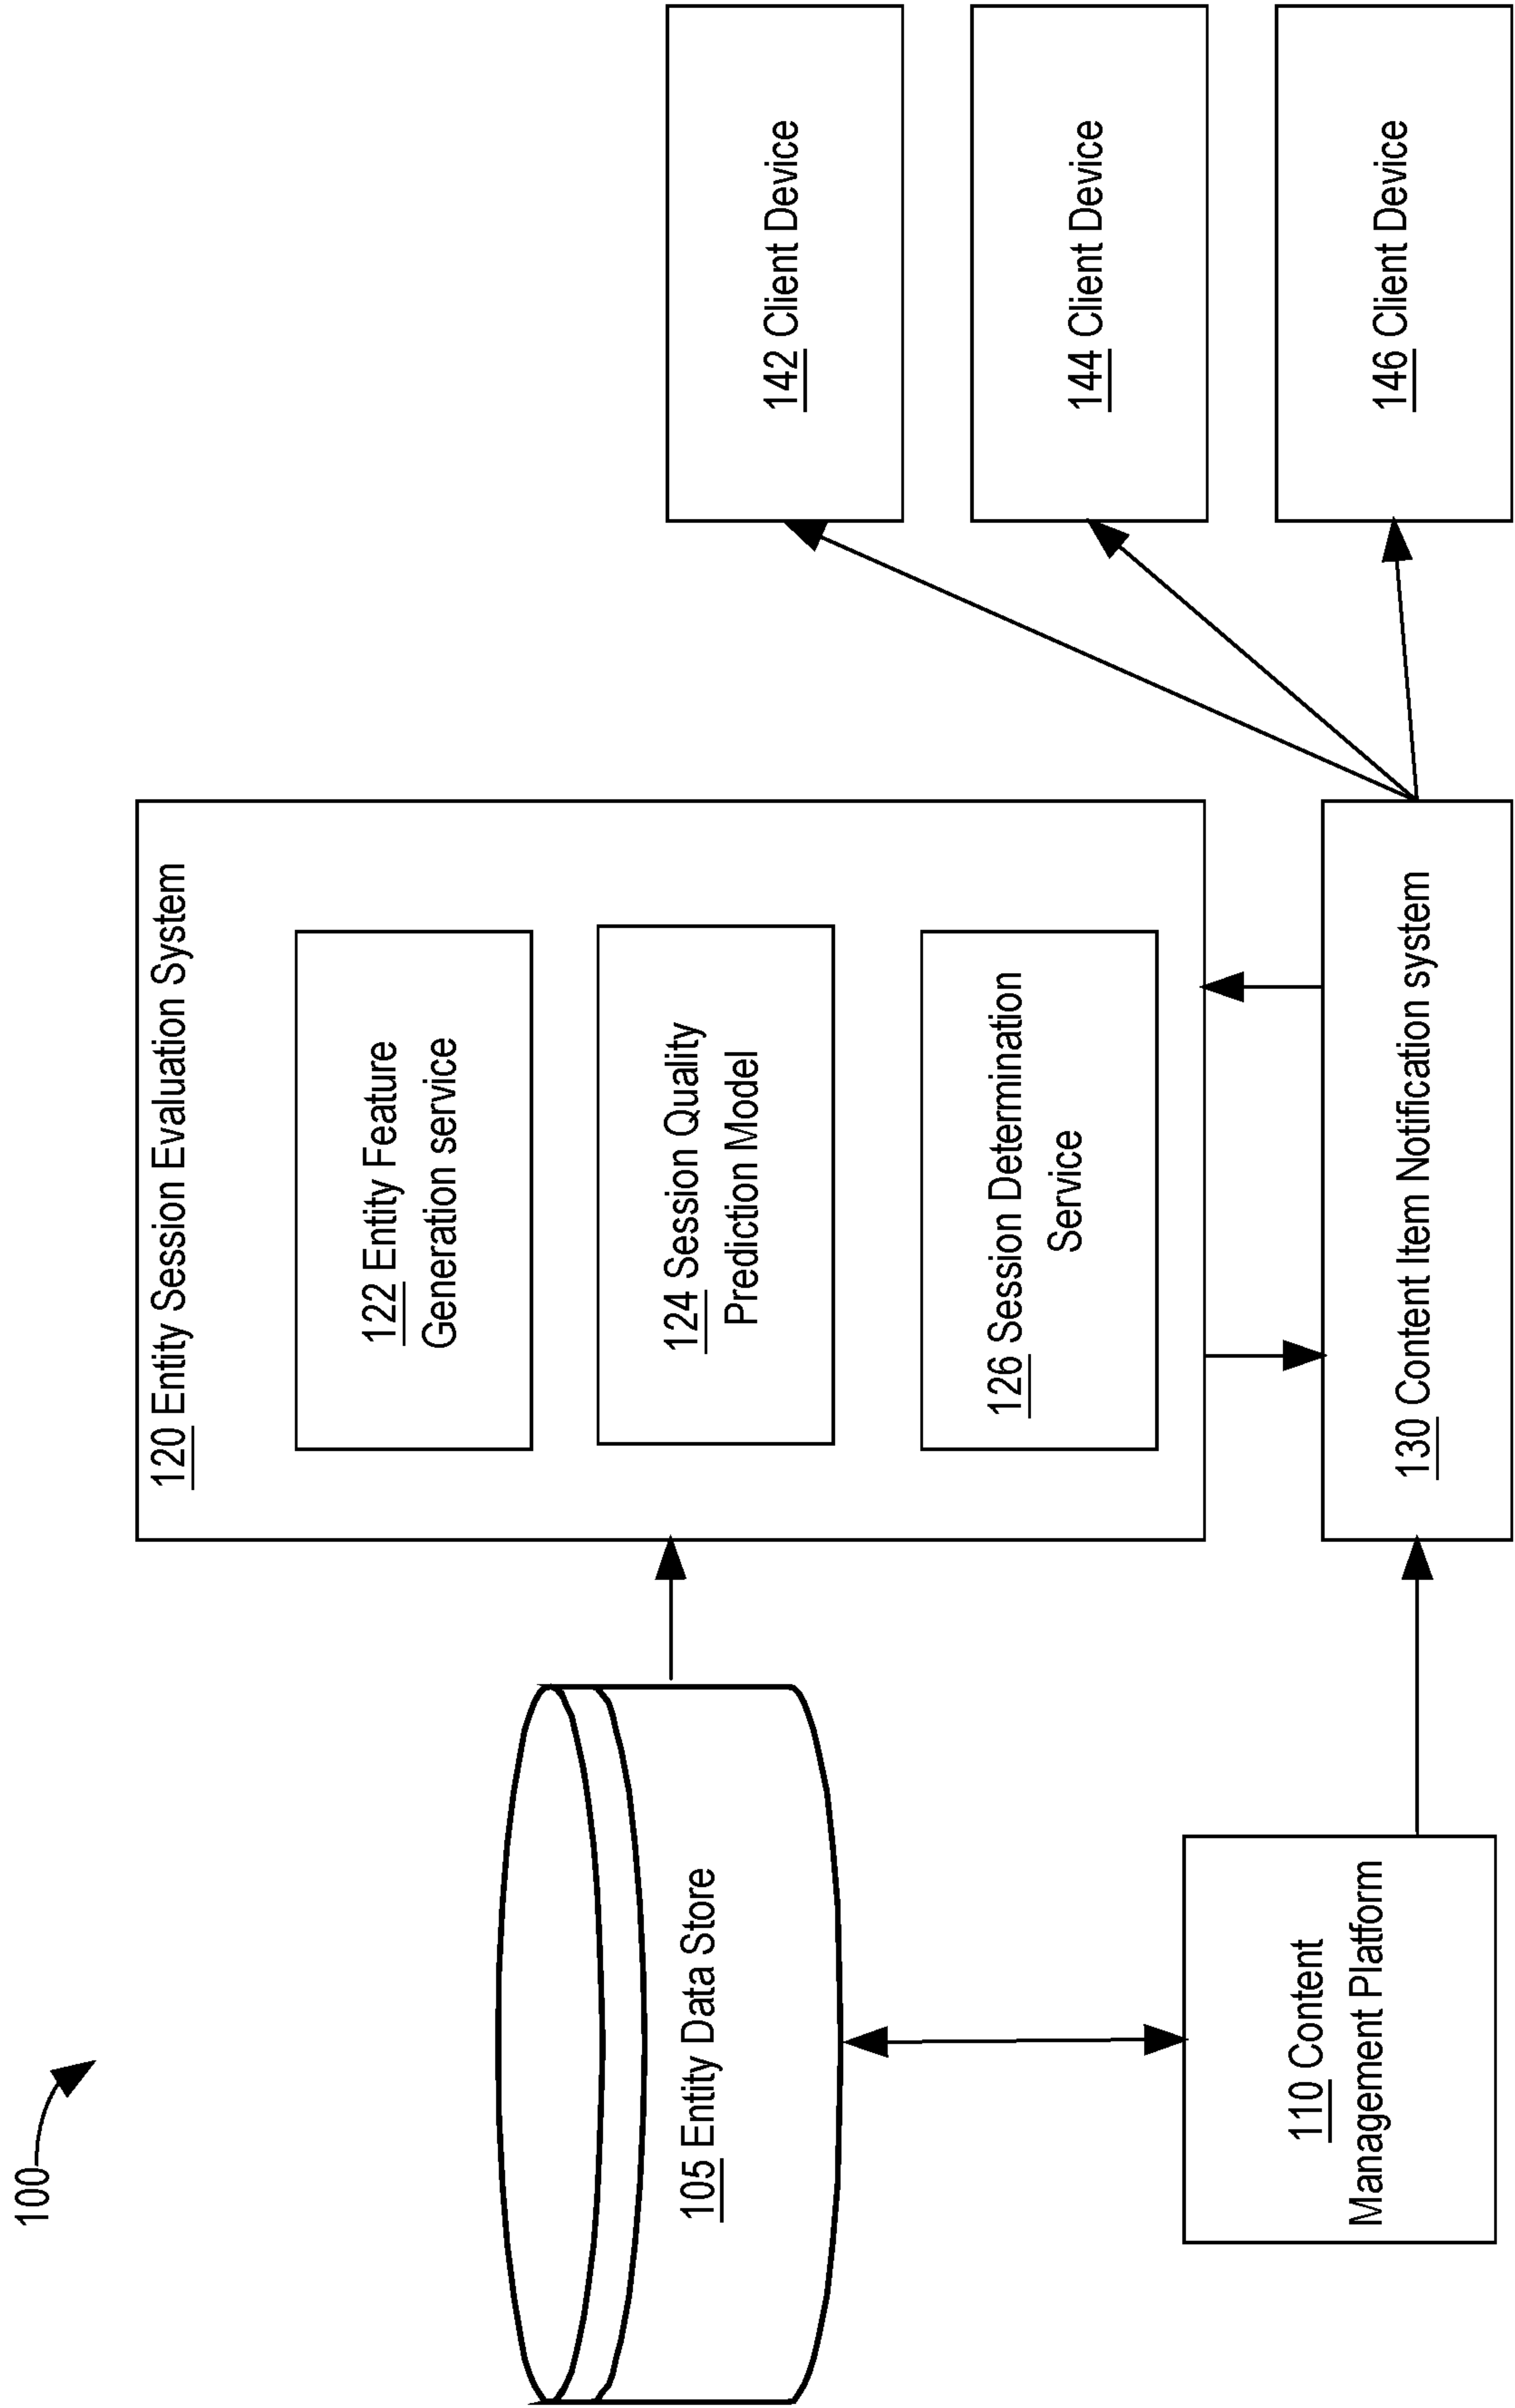 100
105 Entity Data Store
110 Content
Management Platform
120 Entity Session Evaluation System
122 Entity Feature
Generation service
124 Session Quality
Prediction Model
126 Session Determination
Service
130 Content Item Notification system
142 Client Device
144 Client Device
146 Client Device